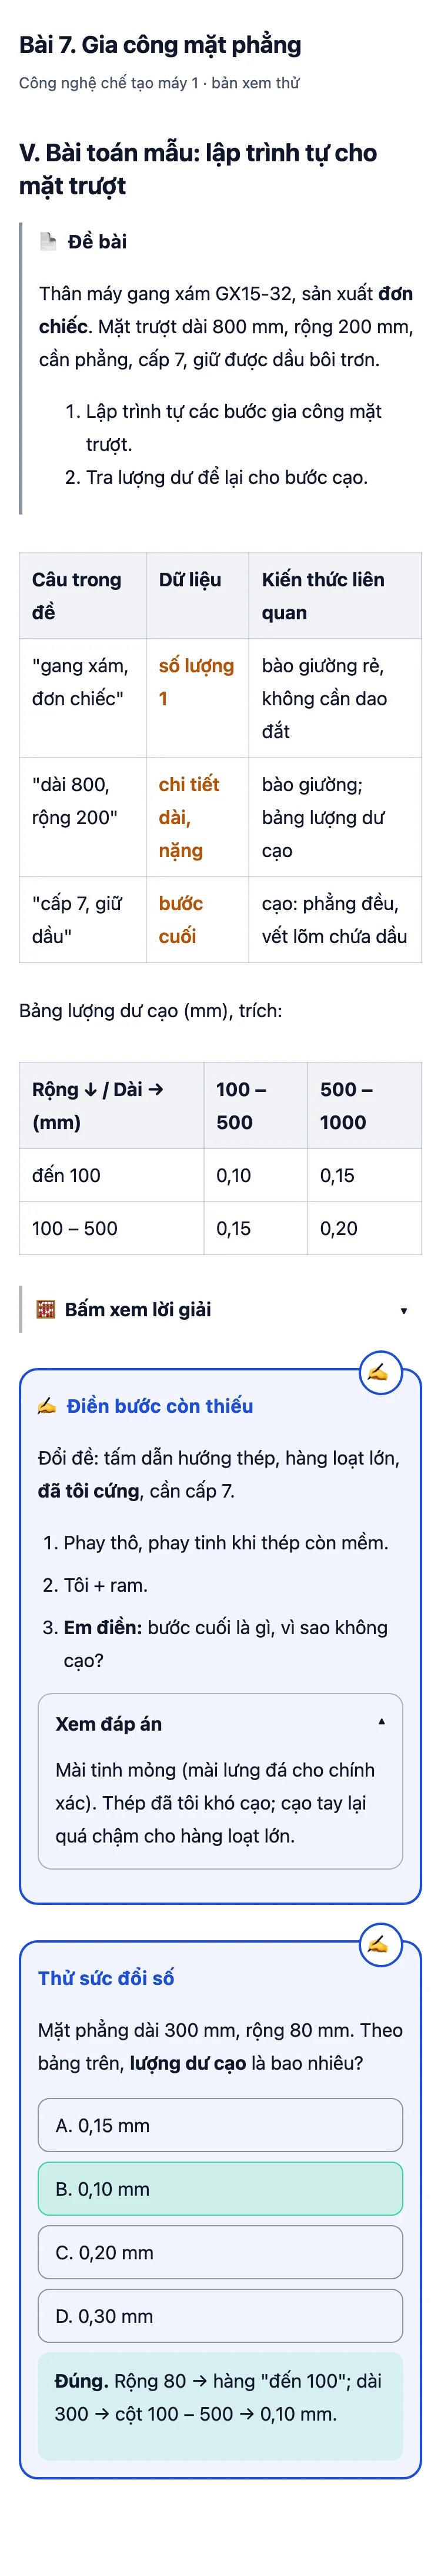 Bài 7. Gia công mặt phẳng
Công nghệ chế tạo máy 1 · bản xem thử
V. Bài toán mẫu: lập trình tự cho
mặt trượt
Đề bài
Thân máy gang xám GX15-32, sản xuất đơn
chiếc. Mặt trượt dài 800 mm, rộng 200 mm,
cần phẳng, cấp 7, giữ được dầu bôi trơn.
1. Lập trình tự các bước gia công mặt
trượt.
2. Tra lượng dư để lại cho bước cạo.
Câu trong
đề
Dữ liệu
Kiến thức liên
quan
"gang xám,
đơn chiếc"
số lượng
1
bào giường rẻ,
không cần dao
đắt
"dài 800,
rộng 200"
chi tiết
dài,
nặng
bào giường;
bảng lượng dư
cạo
"cấp 7, giữ
dầu"
bước
cuối
cạo: phẳng đều,
vết lõm chứa dầu
Bảng lượng dư cạo (mm), trích:
Rộng ↓ / Dài →
(mm)
100 –
500
500 –
1000
đến 100
0,10
0,15
100 – 500
0,15
0,20
Bấm xem lời giải
Điền bước còn thiếu
Đổi đề: tấm dẫn hướng thép, hàng loạt lớn,
đã tôi cứng, cần cấp 7.
1. Phay thô, phay tinh khi thép còn mềm.
2. Tôi + ram.
3. Em điền: bước cuối là gì, vì sao không
cạo?
Xem đáp án
Mài tinh mỏng (mài lưng đá cho chính
xác). Thép đã tôi khó cạo; cạo tay lại
quá chậm cho hàng loạt lớn.
Thử sức đổi số
Mặt phẳng dài 300 mm, rộng 80 mm. Theo
bảng trên, lượng dư cạo là bao nhiêu?
A. 0,15 mm
B. 0,10 mm
C. 0,20 mm
D. 0,30 mm
Đúng. Rộng 80 → hàng "đến 100"; dài
300 → cột 100 – 500 → 0,10 mm.